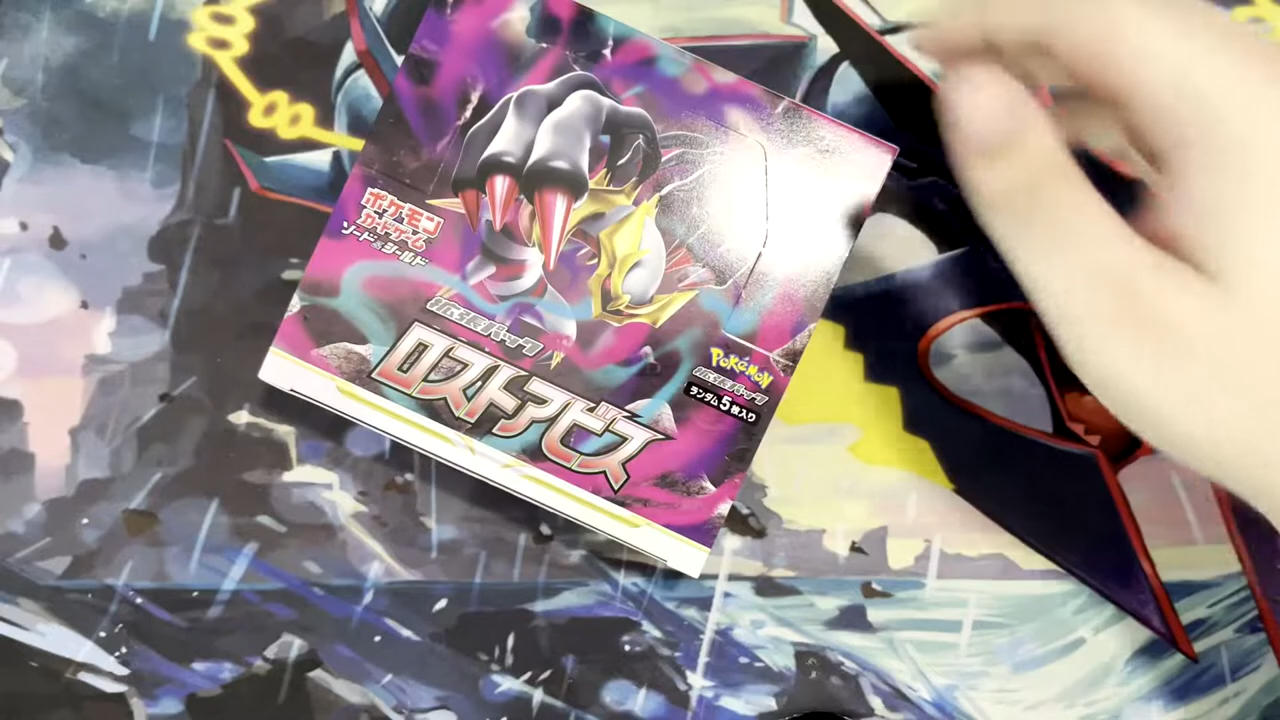 ポケモン
カードゲーム
ソード&シールド
拡張パック
ロストアビス
Pokémon
拡張パック
ランダム5枚入り